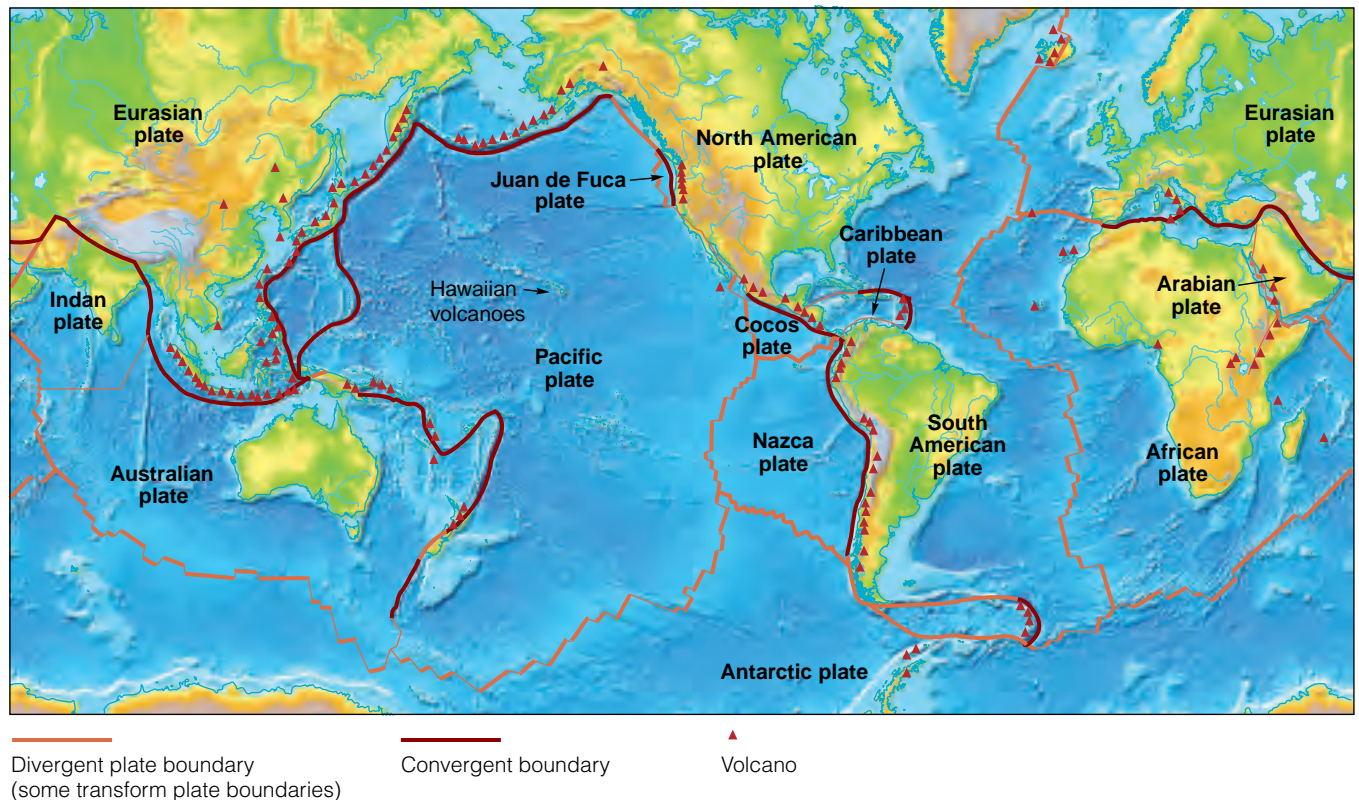 Eurasian
plate
North American
plate
Eurasian
plate
Juan de Fuca
plate
Caribbean
plate
Indan
plate
Hawaiian
volcanoes
Arabian
plate
Cocos
plate
Pacific
plate
Nazca
plate
South
American
plate
African
plate
Australian
plate
Antarctic plate
Divergent plate boundary
(some transform plate boundaries)
Convergent boundary
Volcano